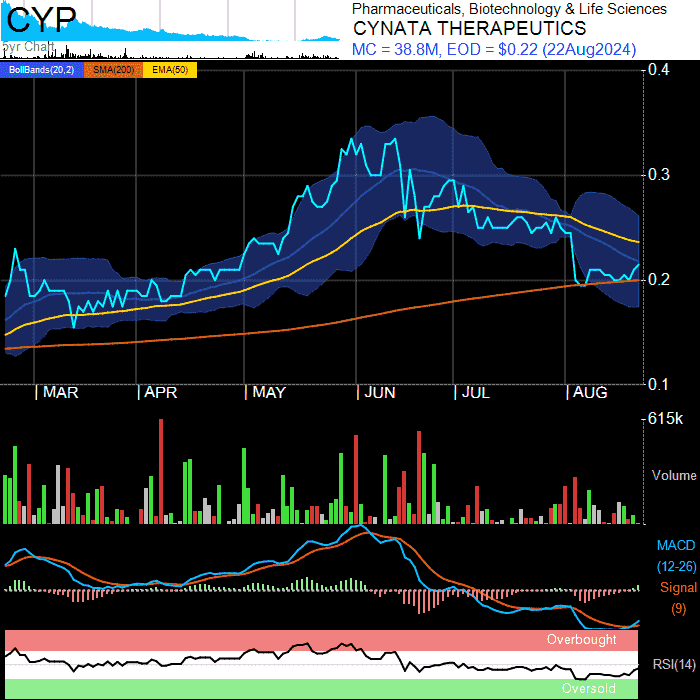 CYP
5yr Chart
Pharmaceuticals, Biotechnology & Life Sciences
CYNATA THERAPEUTICS
MC = 38.8M, EOD = $0.22 (22Aug2024)
BollBands(20,2) SMA(200) EMA(50)
0.4
0.3
0.2
0.1
MAR APR MAY JUN JUL AUG
615k
Volume
MACD
(12-26)
Signal
(9)
Overbought
RSI(14)
Oversold